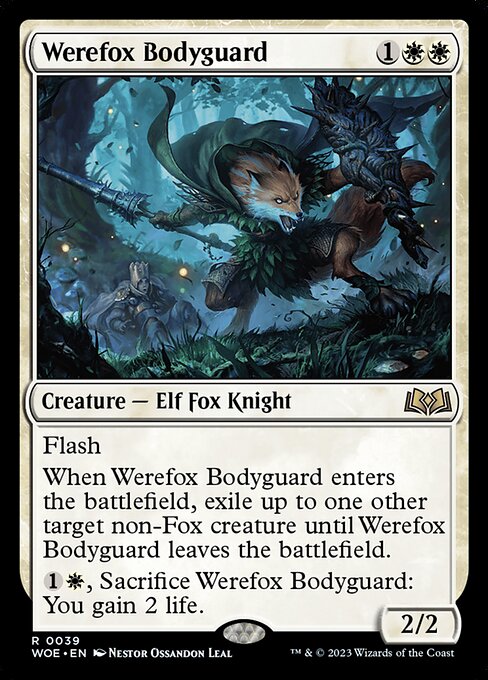 Werefox Bodyguard 1
Creature — Elf Fox Knight
Flash
When Werefox Bodyguard enters
the battlefield, exile up to one other
target non-Fox creature until Werefox
Bodyguard leaves the battlefield.
1, Sacrifice Werefox Bodyguard:
You gain 2 life.
2/2
R 0039
WOE • EN Nestor Ossandon Leal
™ & © 2023 Wizards of the Coast